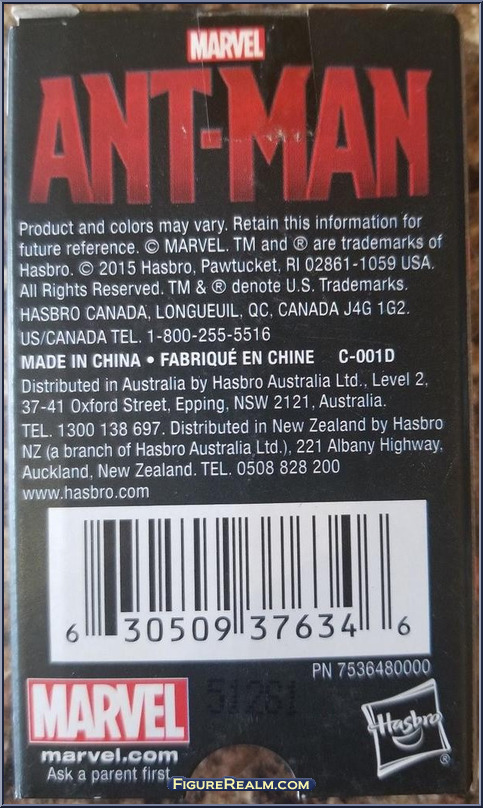 MARVEL
ANT-MAN
Product and colors may vary. Retain this information for
future reference. © MARVEL. TM and ® are trademarks of
Hasbro. © 2015 Hasbro, Pawtucket, RI 02861-1059 USA.
All Rights Reserved. TM & ® denote U.S. Trademarks.
HASBRO CANADA, LONGUEUIL, QC, CANADA J4G 1G2.
US/CANADA TEL. 1-800-255-5516
MADE IN CHINA • FABRIQUÉ EN CHINE C-001D
Distributed in Australia by Hasbro Australia Ltd., Level 2,
37-41 Oxford Street, Epping, NSW 2121, Australia.
TEL. 1300 138 697. Distributed in New Zealand by Hasbro
NZ (a branch of Hasbro Australia Ltd.), 221 Albany Highway,
Auckland, New Zealand. TEL. 0508 828 200
www.hasbro.com
6 30509 37634 6
PN 7536480000
51261
MARVEL
marvel.com
Ask a parent first.
Hasbro ®
FigureRealm.com